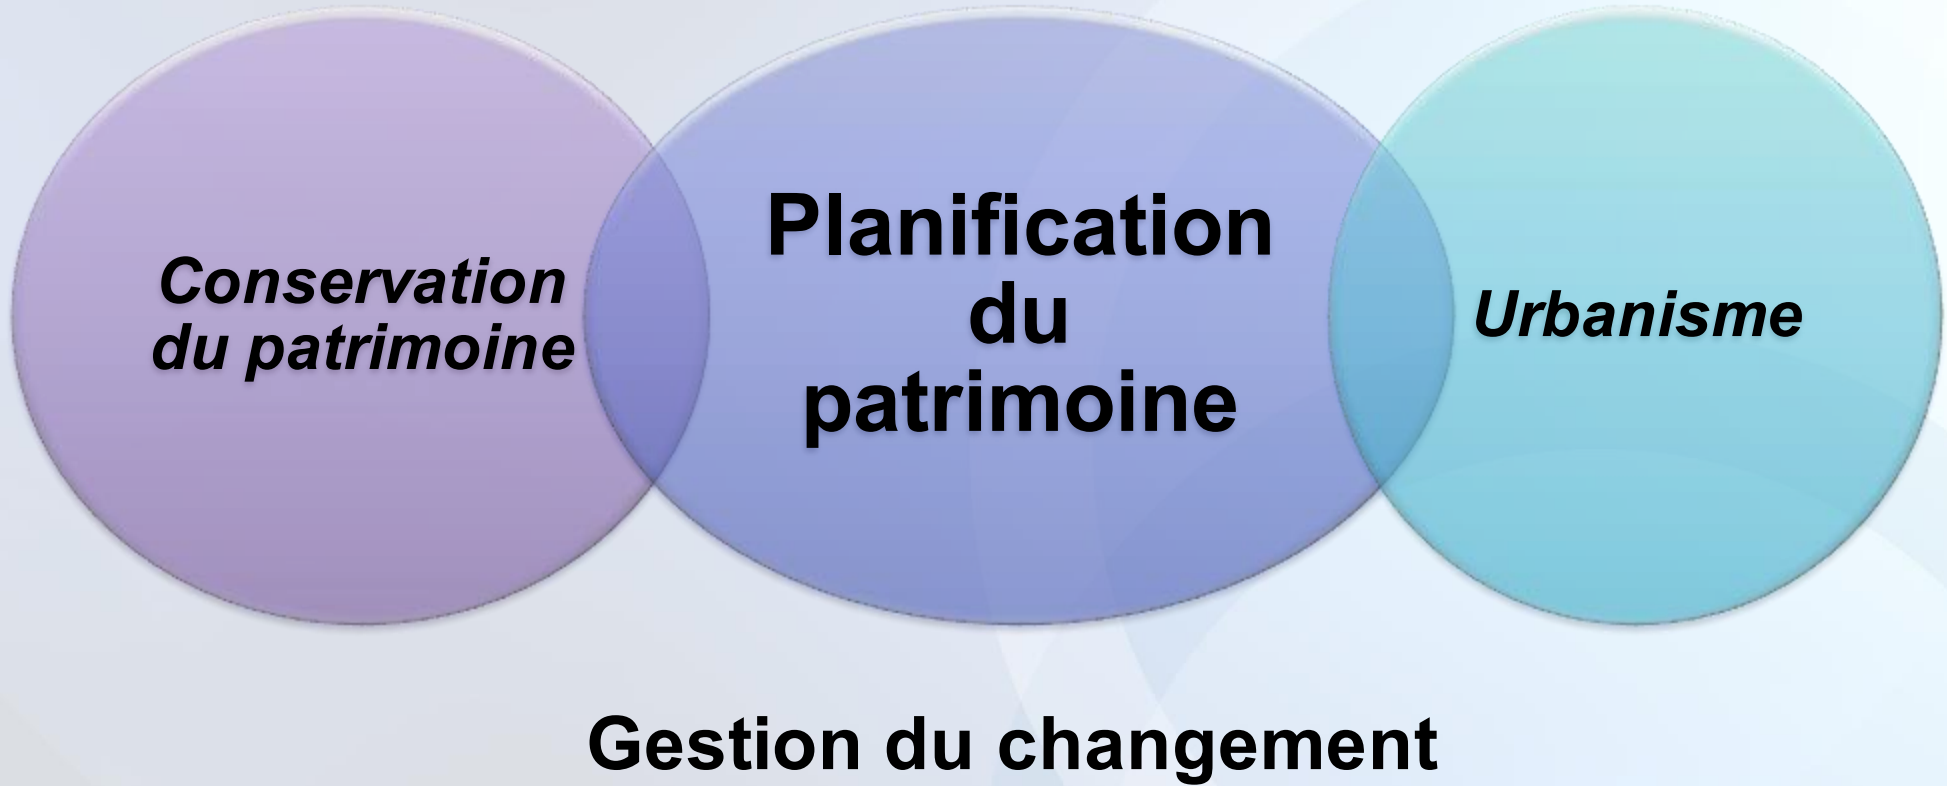 Conservation
du patrimoine
Planification
du
patrimoine
Urbanisme
Gestion du changement